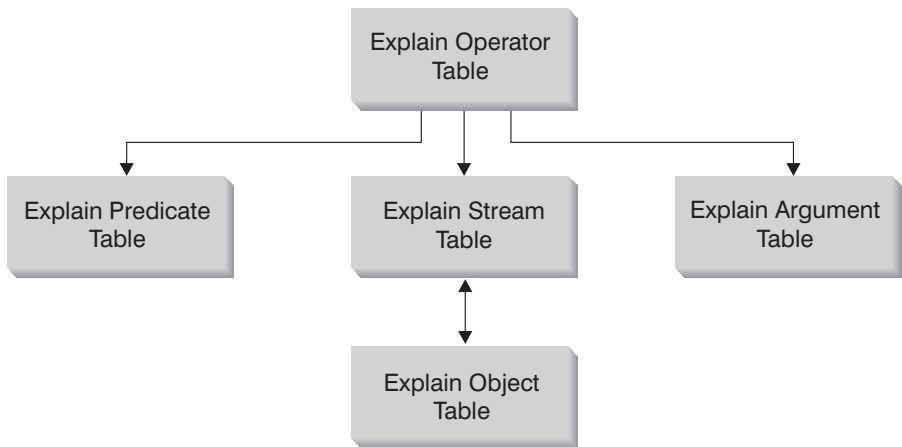 Explain Operator
Table
Explain Predicate
Table
Explain Stream
Table
Explain Argument
Table
Explain Object
Table